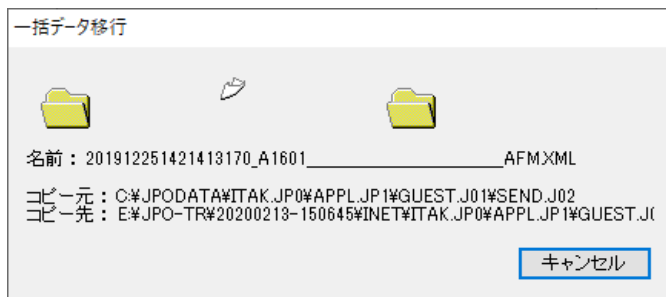 一括データ移行
名前：201912251421413170_A1601____________________AFM.XML
コピー元：C:¥JPODATA¥ITAK.JP0¥APPL.JP1¥GUEST.J01¥SEND.J02
コピー先：E:¥JPO-TR¥20200213-150645¥INET¥ITAK.JP0¥APPL.JP1¥GUEST.J(
キャンセル